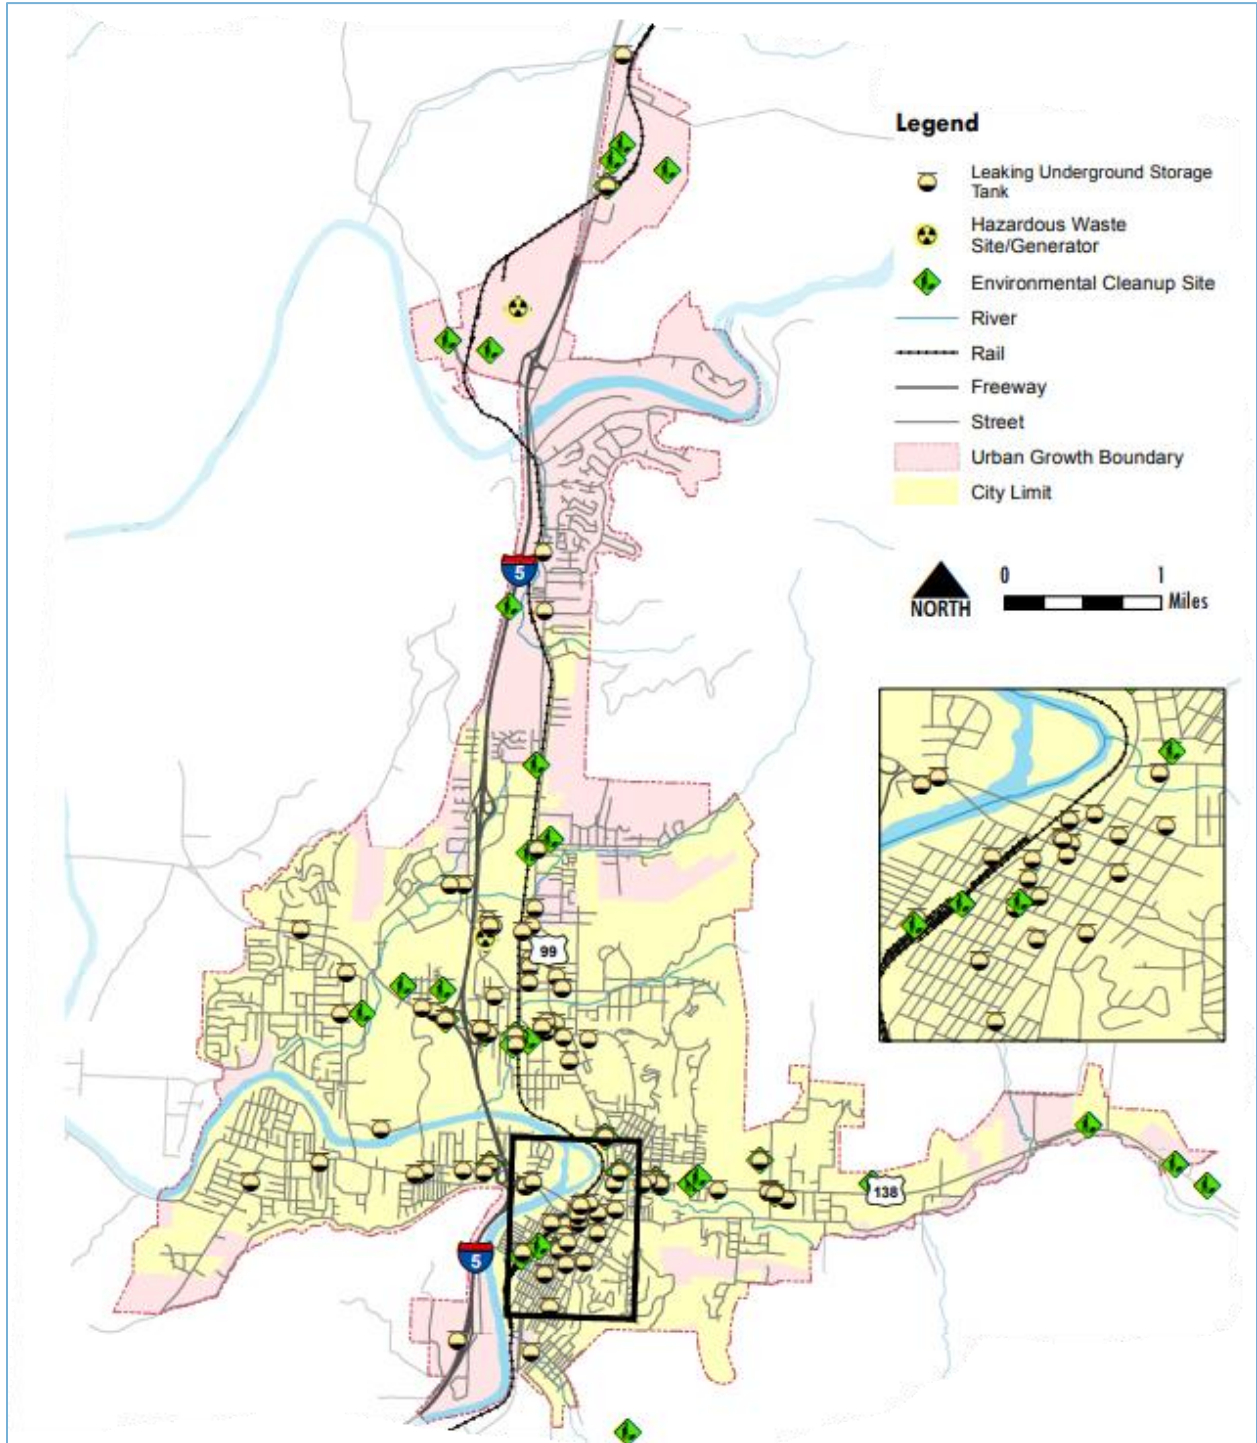 Legend
Leaking Underground Storage
Tank
Hazardous Waste
Site/Generator
Environmental Cleanup Site
River
Rail
Freeway
Street
Urban Growth Boundary
City Limit
NORTH
0 1
Miles
5
99
138
5